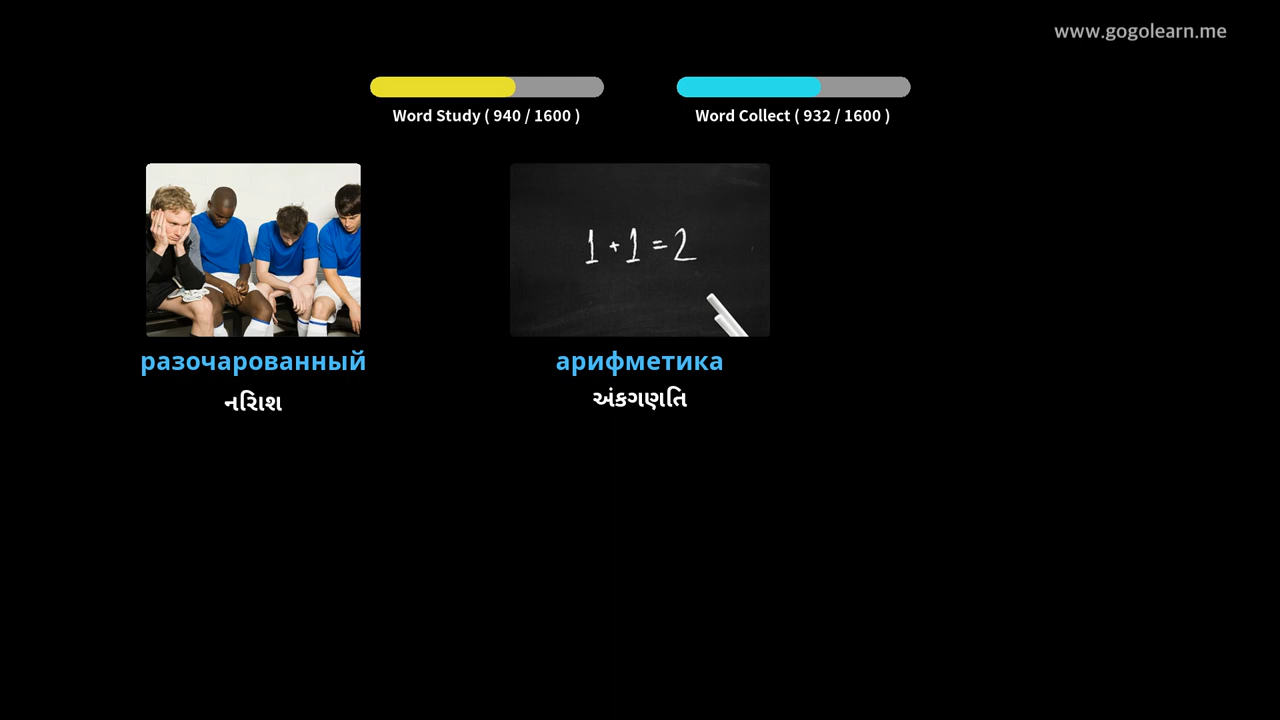 www.gogolearn.me
Word Study ( 940 / 1600 )
Word Collect ( 932 / 1600 )
1 + 1 = 2
разочарованный
નિરાશ
арифметика
અંકગણિત